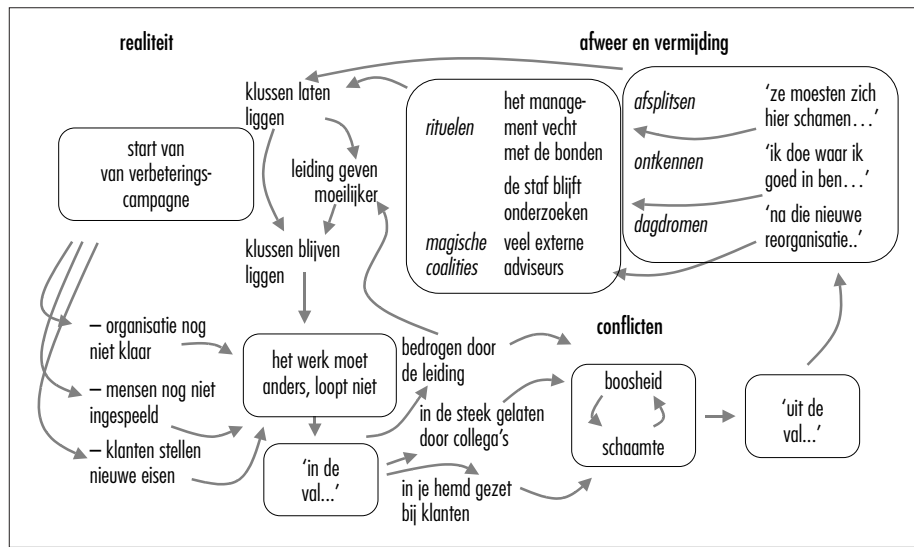 realiteit
afweer en vermijding
klussen laten
liggen
start van
van verbeterings-
campagne
leiding geven
moeilijker
klussen blijven
liggen
rituelen
het manage-
ment vecht
met de bonden
de staf blijft
onderzoeken
magische
coalities
veel externe
adviseurs
afsplitsen
‘ze moesten zich
hier schamen...’
ontkennen
‘ik doe waar ik
goed in ben...’
dagdromen
‘na die nieuwe
reorganisatie..’
– organisatie nog
niet klaar
– mensen nog niet
ingespeeld
– klanten stellen
nieuwe eisen
het werk moet
anders, loopt niet
‘in de
val...’
bedrogen door
de leiding
in de steek gelaten
door collega’s
in je hemd gezet
bij klanten
conflicten
boosheid
schaamte
‘uit de
val...’